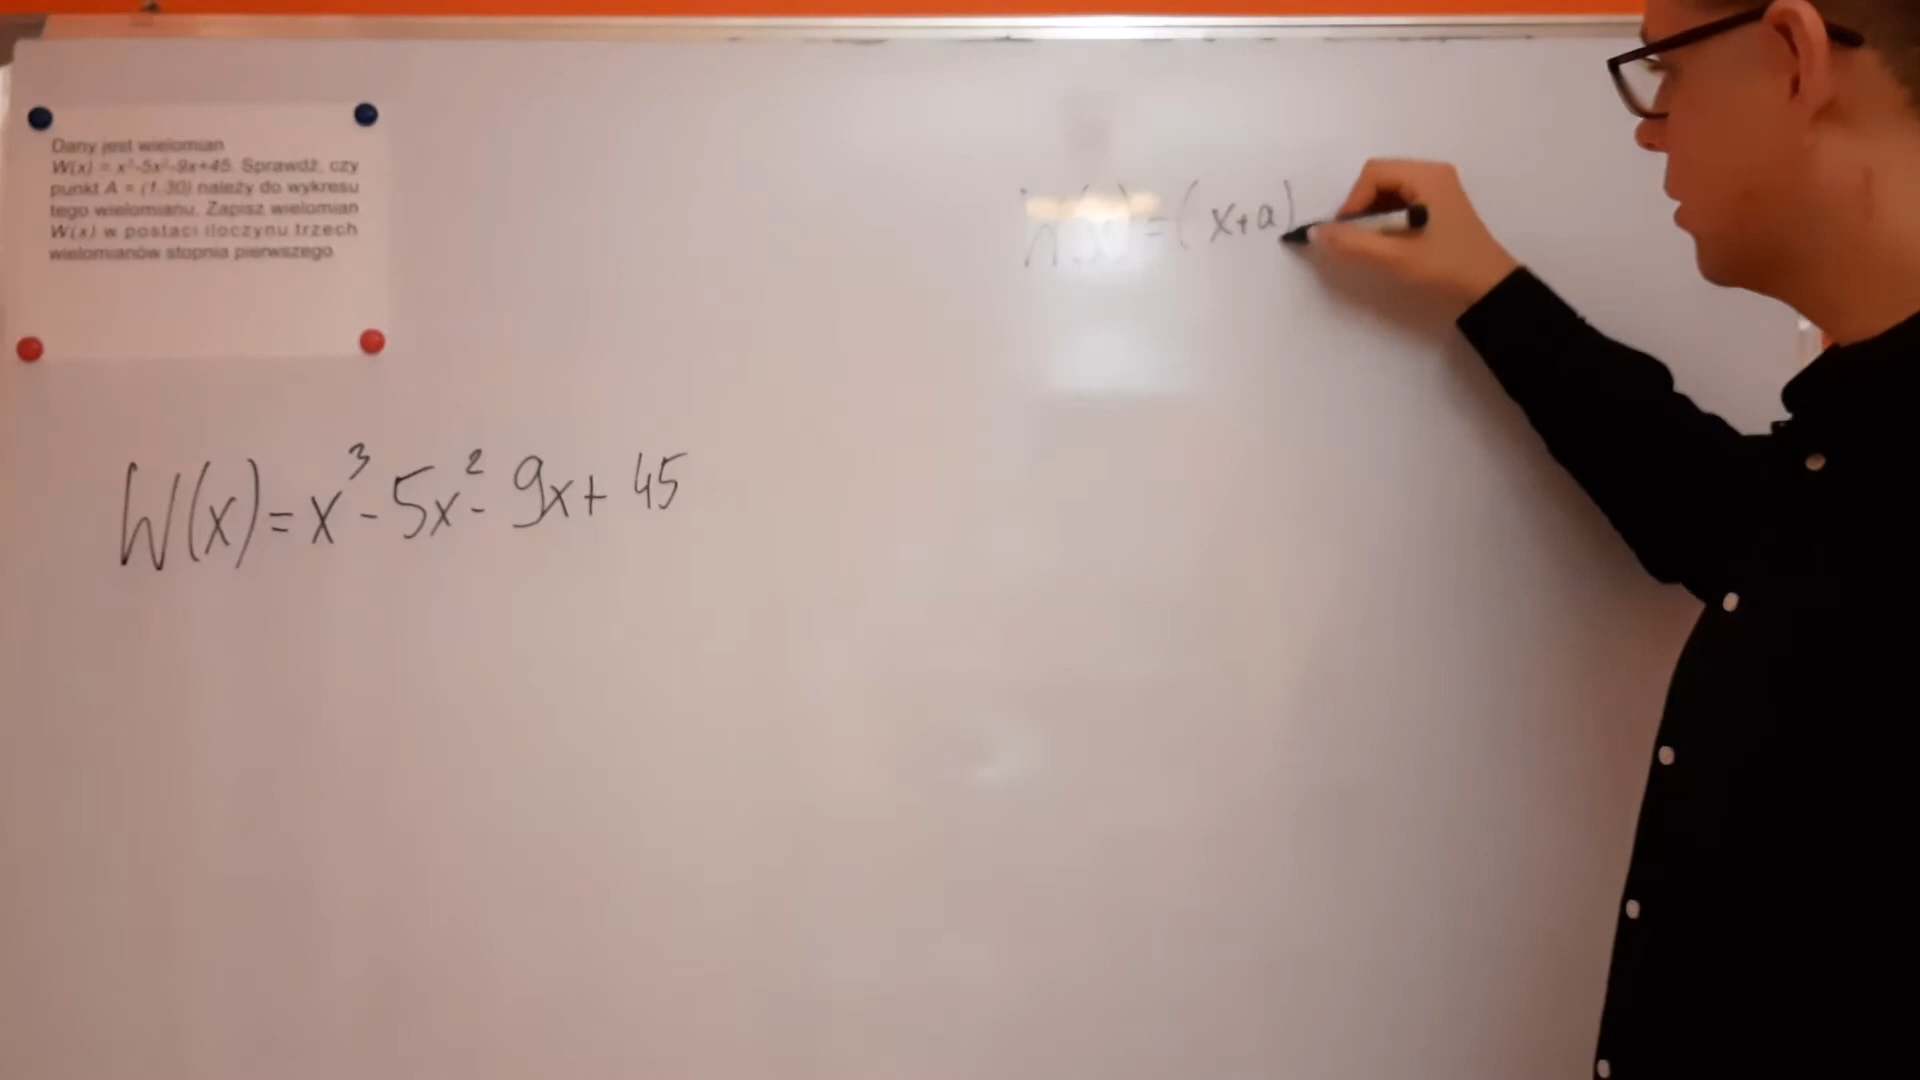 Dany jest wielomian
W(x) = x³-5x²-9x+45. Sprawdź, czy
punkt A = (1,30) należy do wykresu
tego wielomianu. Zapisz wielomian
W(x) w postaci iloczynu trzech
wielomianów stopnia pierwszego.
W(x) = (x+a)
W(x) = x³ - 5x² - 9x + 45